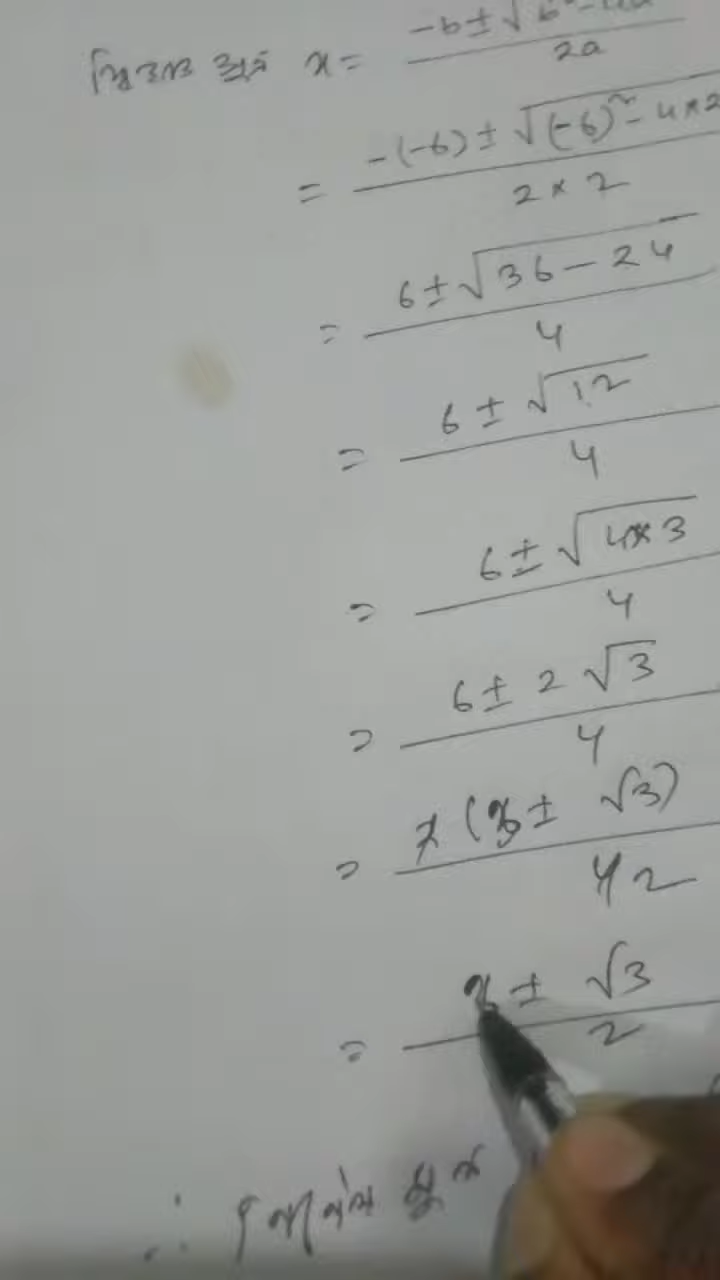 x = -b ± √b² - 4a / 2a
= -(-6) ± √(-6)² - 4×2 / 2 × 2
= 6 ± √36 - 24 / 4
= 6 ± √12 / 4
= 6 ± √4×3 / 4
= 6 ± 2 √3 / 4
= 2 (3 ± √3) / 4 2
= 3 ± √3 / 2
∴ নির্ণেয় মূল